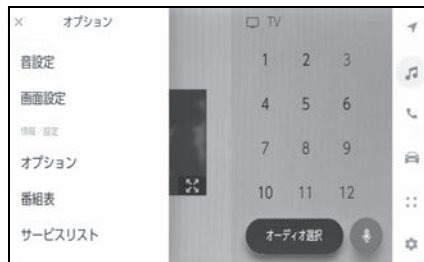 × オプション
音設定
画面設定
情報／設定
オプション
番組表
サービスリスト
TV
1 2 3
4 5 6
7 8 9
10 11 12
オーディオ選択